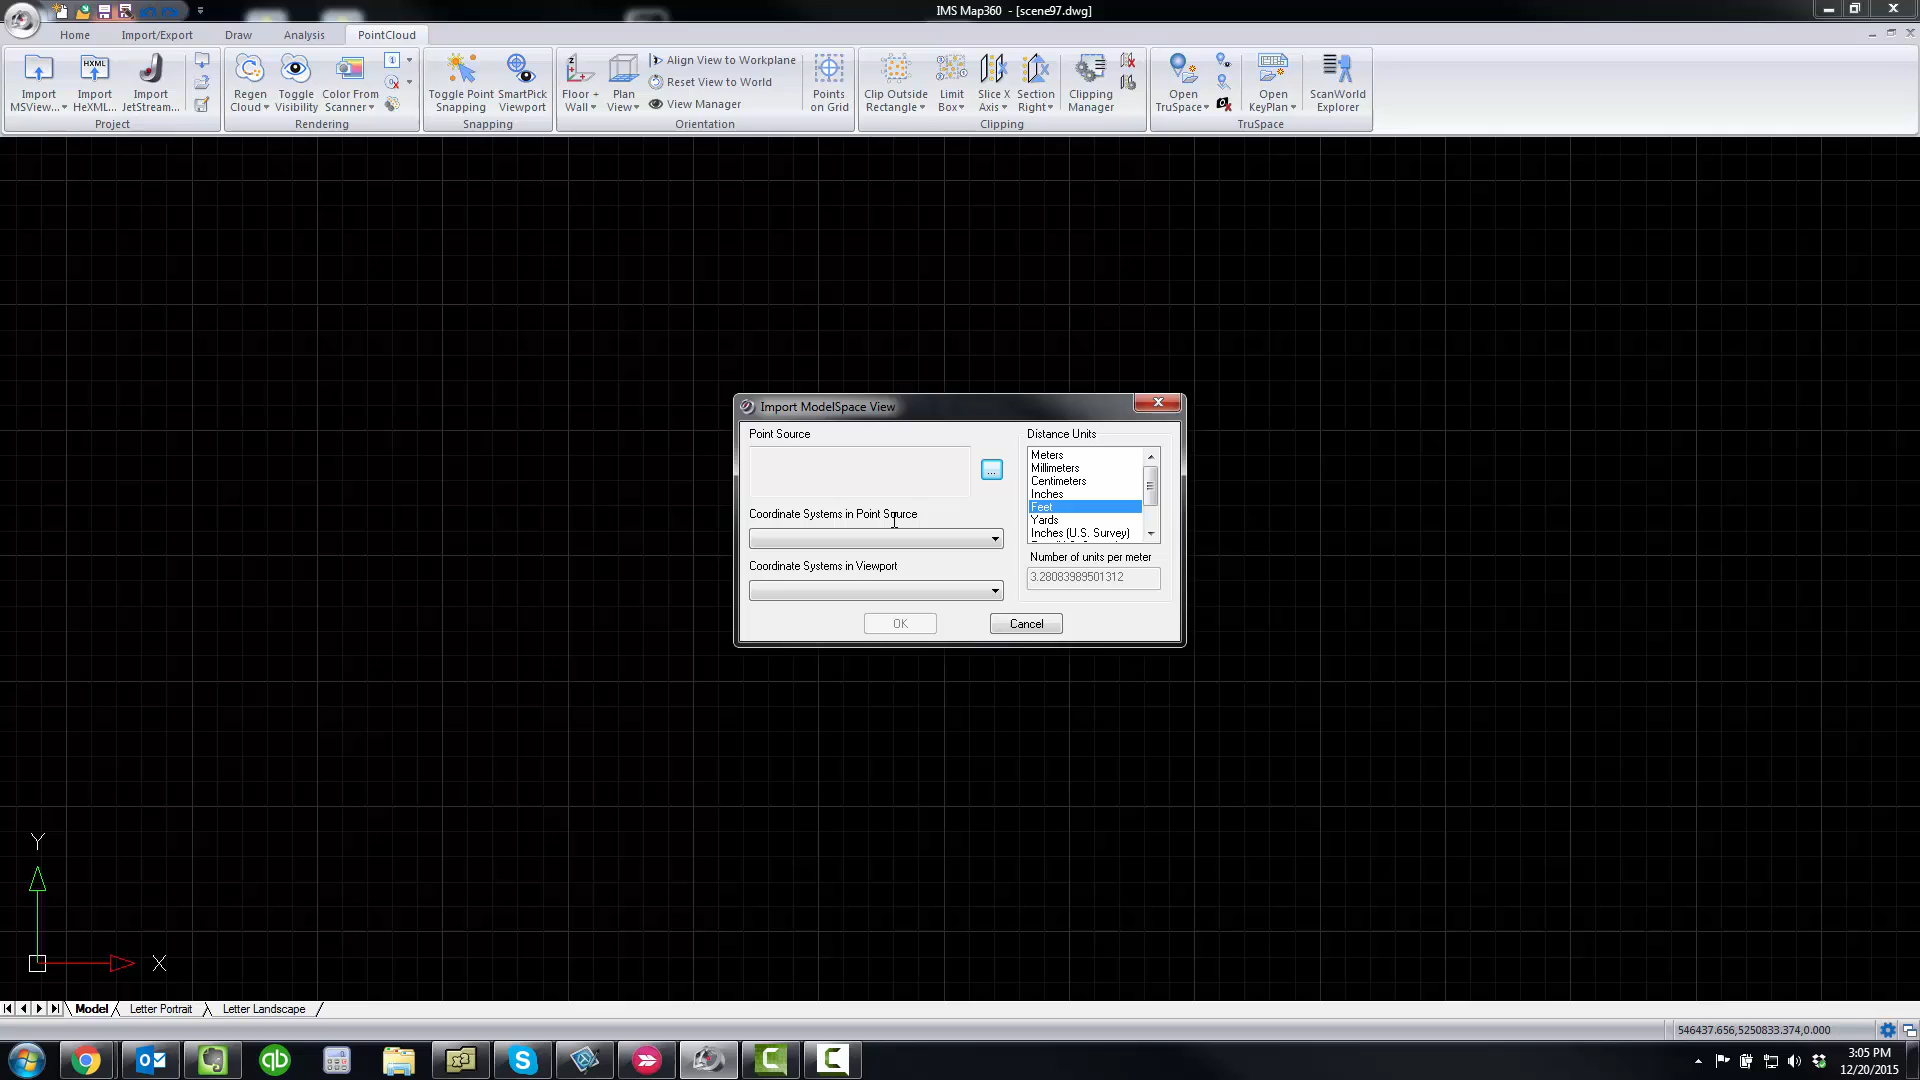 IMS Map360 - [scene97.dwg]
Home Import/Export Draw Analysis PointCloud
Import MSView... Import HeXML... Import JetStream...
Project
Regen Cloud Toggle Visibility Color From Scanner
Rendering
Toggle Point Snapping SmartPick Viewport
Snapping
Floor + Wall Plan View
Align View to Workplane
Reset View to World
View Manager
Orientation
Points on Grid
Clip Outside Rectangle Limit Box Slice X Axis Section Right Clipping Manager
Clipping
Open TruSpace Open KeyPlan ScanWorld Explorer
TruSpace
Import ModelSpace View
Point Source
...
Coordinate Systems in Point Source
Coordinate Systems in Viewport
Distance Units
Meters
Millimeters
Centimeters
Inches
Feet
Yards
Inches (U.S. Survey)
Number of units per meter
3.28083989501312
OK Cancel
Y
X
Model Letter Portrait Letter Landscape
546437.656,5250833.374,0.000
3:05 PM
12/20/2015